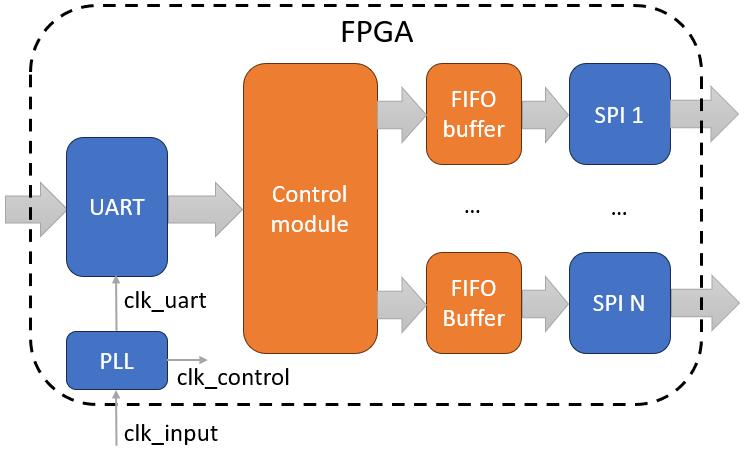 FPGA
UART
Control
module
FIFO
buffer
SPI 1
...
...
FIFO
Buffer
SPI N
clk_uart
PLL
clk_control
clk_input